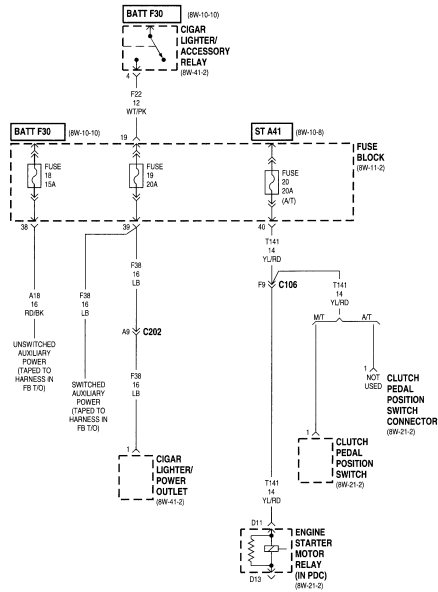 BATT F30 (8W-10-10)
CIGAR
LIGHTER/
ACCESSORY
RELAY
(8W-41-2)
4
F22
12
WT/PK
BATT F30 (8W-10-10)
19
ST A41 (8W-10-8)
FUSE
BLOCK
(8W-11-2)
FUSE
18
15A
FUSE
19
20A
FUSE
20
20A
(A/T)
38
39
40
T141
14
YL/RD
A18
16
RD/BK
F38
16
LB
F38
16
LB
F9 C106
T141
14
YL/RD
M/T A/T
A9 C202
UNSWITCHED
AUXILIARY
POWER
(TAPED TO
HARNESS IN
FB T/O)
SWITCHED
AUXILIARY
POWER
(TAPED TO
HARNESS IN
FB T/O)
F38
16
LB
1
NOT
USED
CLUTCH
PEDAL
POSITION
SWITCH
CONNECTOR
(8W-21-2)
1
CIGAR
LIGHTER/
POWER
OUTLET
(8W-41-2)
1
CLUTCH
PEDAL
POSITION
SWITCH
(8W-21-2)
T141
14
YL/RD
D11
ENGINE
STARTER
MOTOR
RELAY
(IN PDC)
(8W-21-2)
D13